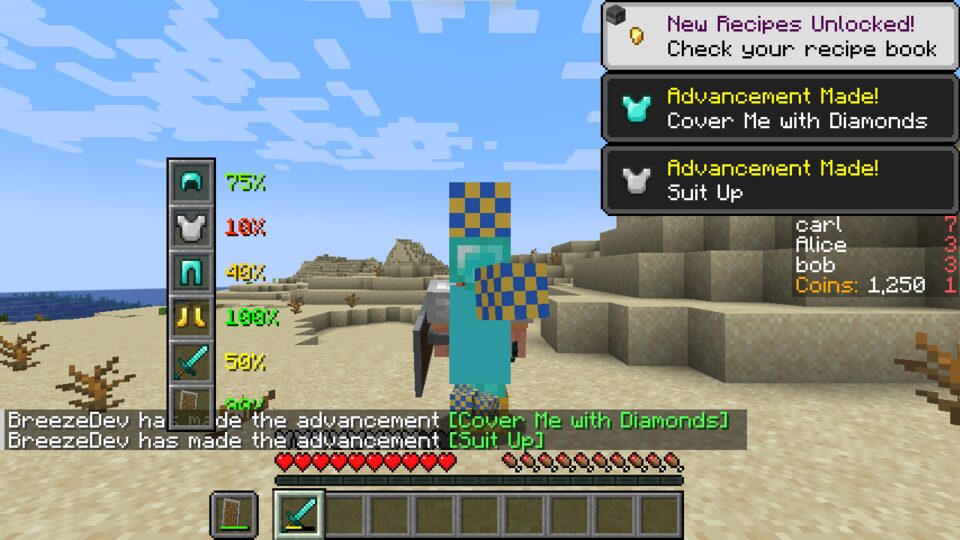 New Recipes Unlocked!
Check your recipe book
Advancement Made!
Cover Me with Diamonds
Advancement Made!
Suit Up
75%
10%
40%
100%
50%
carl 7
Alice 3
bob 3
Coins: 1,250 1
BreezeDev has made the advancement [Cover Me with Diamonds]
BreezeDev has made the advancement [Suit Up]